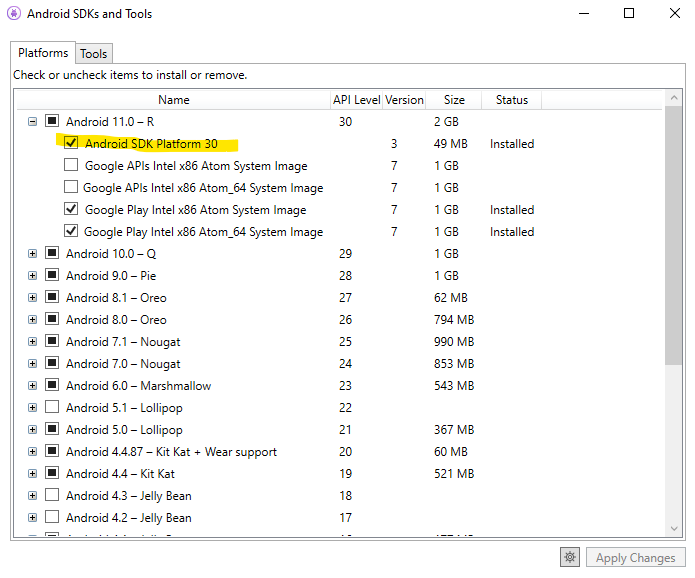 Android SDKs and Tools
Platforms Tools
Check or uncheck items to install or remove.
Name API Level Version Size Status
Android 11.0 – R 30 2 GB
Android SDK Platform 30 3 49 MB Installed
Google APIs Intel x86 Atom System Image 7 1 GB
Google APIs Intel x86 Atom_64 System Image 7 1 GB
Google Play Intel x86 Atom System Image 7 1 GB Installed
Google Play Intel x86 Atom_64 System Image 7 1 GB Installed
Android 10.0 – Q 29 1 GB
Android 9.0 – Pie 28 1 GB
Android 8.1 – Oreo 27 62 MB
Android 8.0 – Oreo 26 794 MB
Android 7.1 – Nougat 25 990 MB
Android 7.0 – Nougat 24 853 MB
Android 6.0 – Marshmallow 23 543 MB
Android 5.1 – Lollipop 22
Android 5.0 – Lollipop 21 367 MB
Android 4.4.87 – Kit Kat + Wear support 20 60 MB
Android 4.4 – Kit Kat 19 521 MB
Android 4.3 – Jelly Bean 18
Android 4.2 – Jelly Bean 17
Apply Changes